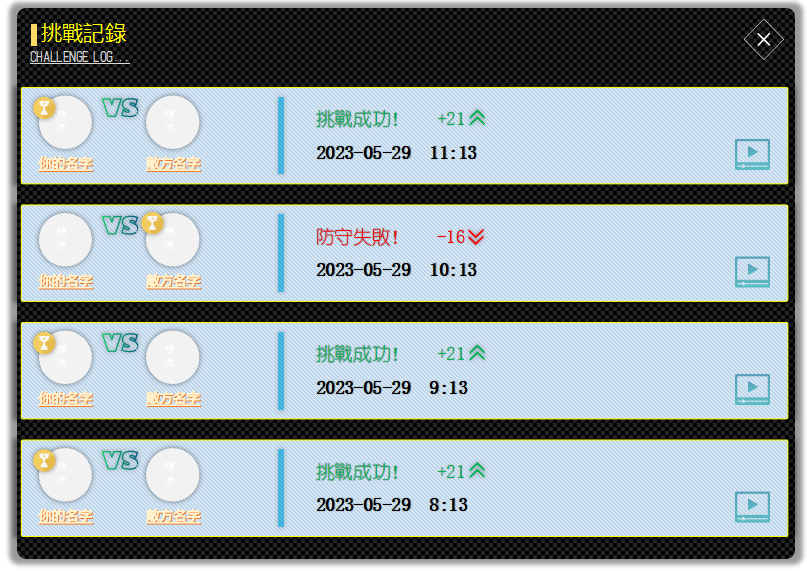 挑戰記錄
CHALLENGE LOG...
VS
你的名字 敵方名字
挑戰成功! +21
2023-05-29 11:13
VS
你的名字 敵方名字
防守失敗! -16
2023-05-29 10:13
VS
你的名字 敵方名字
挑戰成功! +21
2023-05-29 9:13
VS
你的名字 敵方名字
挑戰成功! +21
2023-05-29 8:13